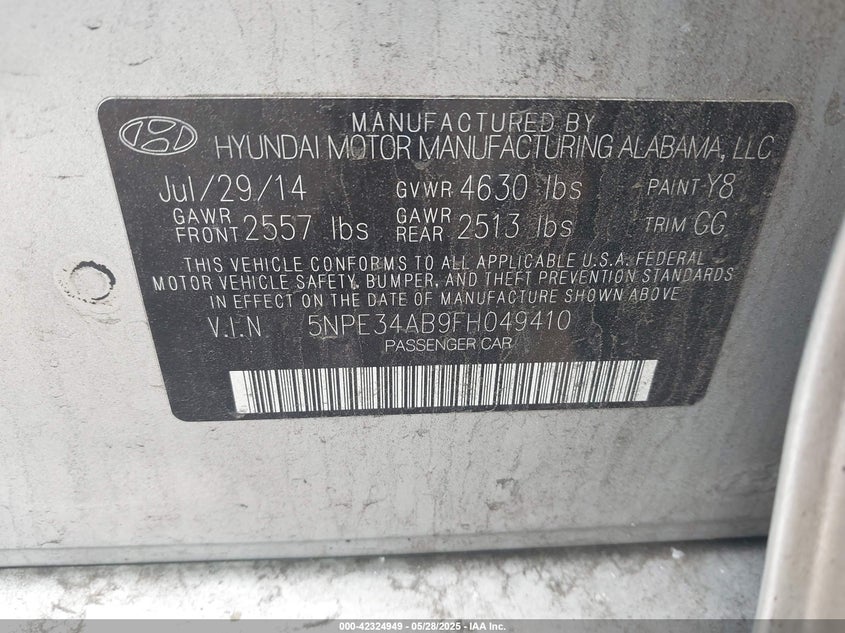 MANUFACTURED BY
HYUNDAI MOTOR MANUFACTURING ALABAMA, LLC
Jul/29/14 GVWR 4630 lbs PAINT Y8
GAWR FRONT 2557 lbs GAWR REAR 2513 lbs TRIM GG
THIS VEHICLE CONFORMS TO ALL APPLICABLE U.S.A. FEDERAL
MOTOR VEHICLE SAFETY, BUMPER, AND THEFT PREVENTION STANDARDS
IN EFFECT ON THE DATE OF MANUFACTURE SHOWN ABOVE
V.I.N 5NPE34AB9FH049410
PASSENGER CAR
000-42324949 - 05/28/2025 - IAA Inc.